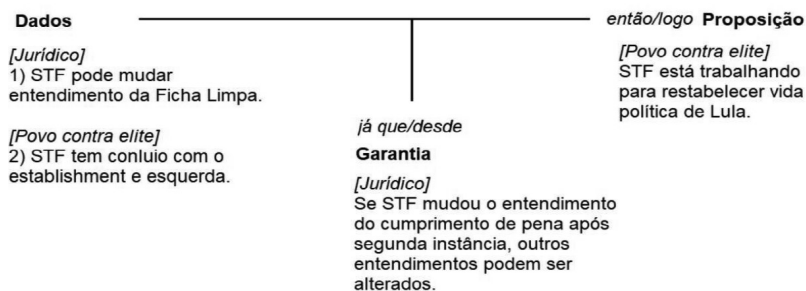 Dados
então/logo Proposição
[Jurídico]
1) STF pode mudar
entendimento da Ficha Limpa.
[Povo contra elite]
2) STF tem conluio com o
establishment e esquerda.
já que/desde
Garantia
[Jurídico]
Se STF mudou o entendimento
do cumprimento de pena após
segunda instância, outros
entendimentos podem ser
alterados.
[Povo contra elite]
STF está trabalhando
para restabelecer vida
política de Lula.